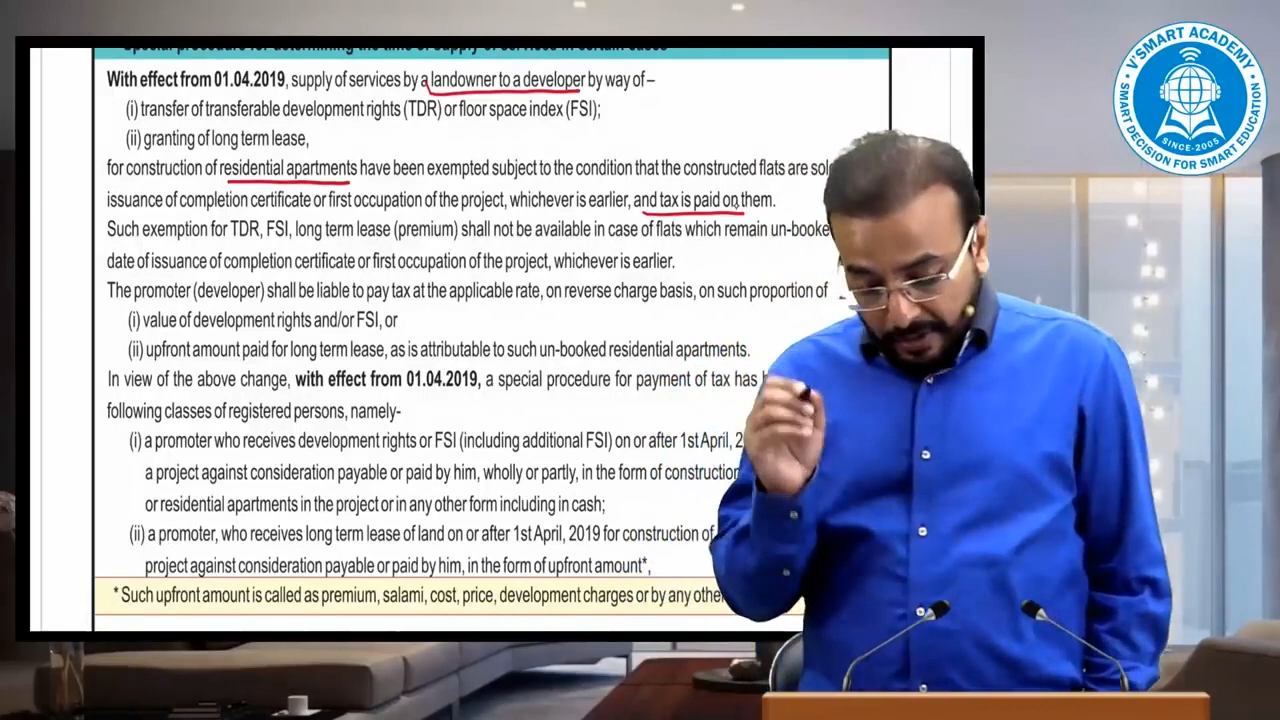 Special procedure for determining the time of supply of services in certain cases
With effect from 01.04.2019, supply of services by a landowner to a developer by way of –
(i) transfer of transferable development rights (TDR) or floor space index (FSI);
(ii) granting of long term lease,
for construction of residential apartments have been exempted subject to the condition that the constructed flats are
issuance of completion certificate or first occupation of the project, whichever is earlier, and tax is paid on them.
Such exemption for TDR, FSI, long term lease (premium) shall not be available in case of flats which remain
date of issuance of completion certificate or first occupation of the project, whichever is earlier.
The promoter (developer) shall be liable to pay tax at the applicable rate, on reverse charge basis, on such proportion of
(i) value of development rights and/or FSI, or
(ii) upfront amount paid for long term lease, as is attributable to such un-booked residential apartments.
In view of the above change, with effect from 01.04.2019, a special procedure for payment of tax has
following classes of registered persons, namely-
(i) a promoter who receives development rights or FSI (including additional FSI) on or after 1st April,
a project against consideration payable or paid by him, wholly or partly, in the form of construction
or residential apartments in the project or in any other form including in cash;
(ii) a promoter, who receives long term lease of land on or after 1st April, 2019 for construction of
project against consideration payable or paid by him, in the form of upfront amount*,
* Such upfront amount is called as premium, salami, cost, price, development charges or by any other
V'SMART ACADEMY
SINCE-2005
SMART DECISION FOR SMART EDUCATION